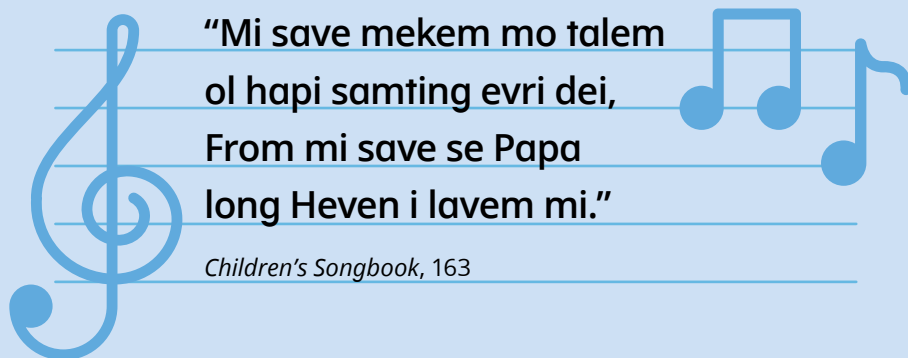 “Mi save mekem mo talem
ol hapi samting evri dei,
From mi save se Papa
long Heven i lavem mi.”
Children’s Songbook, 163